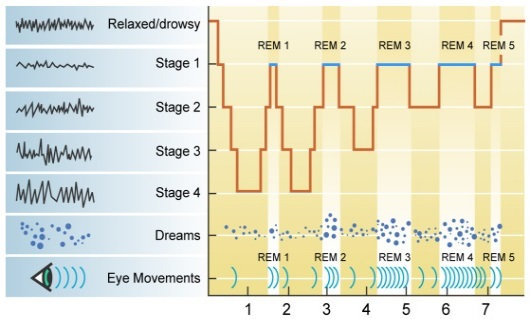 Relaxed/drowsy
REM 1 REM 2 REM 3 REM 4 REM 5
Stage 1
Stage 2
Stage 3
Stage 4
Dreams
REM 1 REM 2 REM 3 REM 4 REM 5
Eye Movements
1 2 3 4 5 6 7